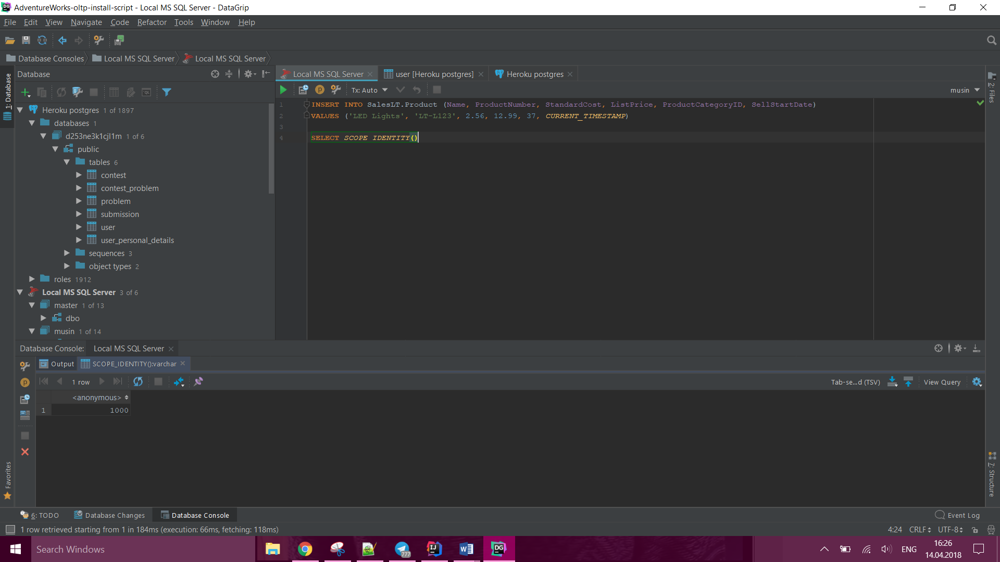 AdventureWorks-oltp-install-script - Local MS SQL Server - DataGrip
File Edit View Navigate Code Refactor Tools Window Help
Database Consoles Local MS SQL Server Local MS SQL Server
1: Database
Database
Heroku postgres 1 of 1897
databases 1
d253ne3k1cjl1m 1 of 6
public
tables 6
contest
contest_problem
problem
submission
user
user_personal_details
sequences 3
object types 2
roles 1912
Local MS SQL Server 3 of 6
master 1 of 13
dbo
musin 1 of 14
Local MS SQL Server user [Heroku postgres] Heroku postgres
Tx: Auto musin
1 INSERT INTO SalesLT.Product (Name, ProductNumber, StandardCost, ListPrice, ProductCategoryID, SellStartDate)
2 VALUES ('LED Lights', 'LT-L123', 2.56, 12.99, 37, CURRENT_TIMESTAMP)
3
4 SELECT SCOPE_IDENTITY()
2: Files
7: Structure
Favorites
Database Console: Local MS SQL Server
Output SCOPE_IDENTITY():varchar
1 row Tab-se...d (TSV) View Query
<anonymous>
1 1000
6: TODO Database Changes Database Console Event Log
1 row retrieved starting from 1 in 184ms (execution: 66ms, fetching: 118ms) 4:24 CRLF UTF-8
Search Windows
777
DG
ENG
16:26
14.04.2018